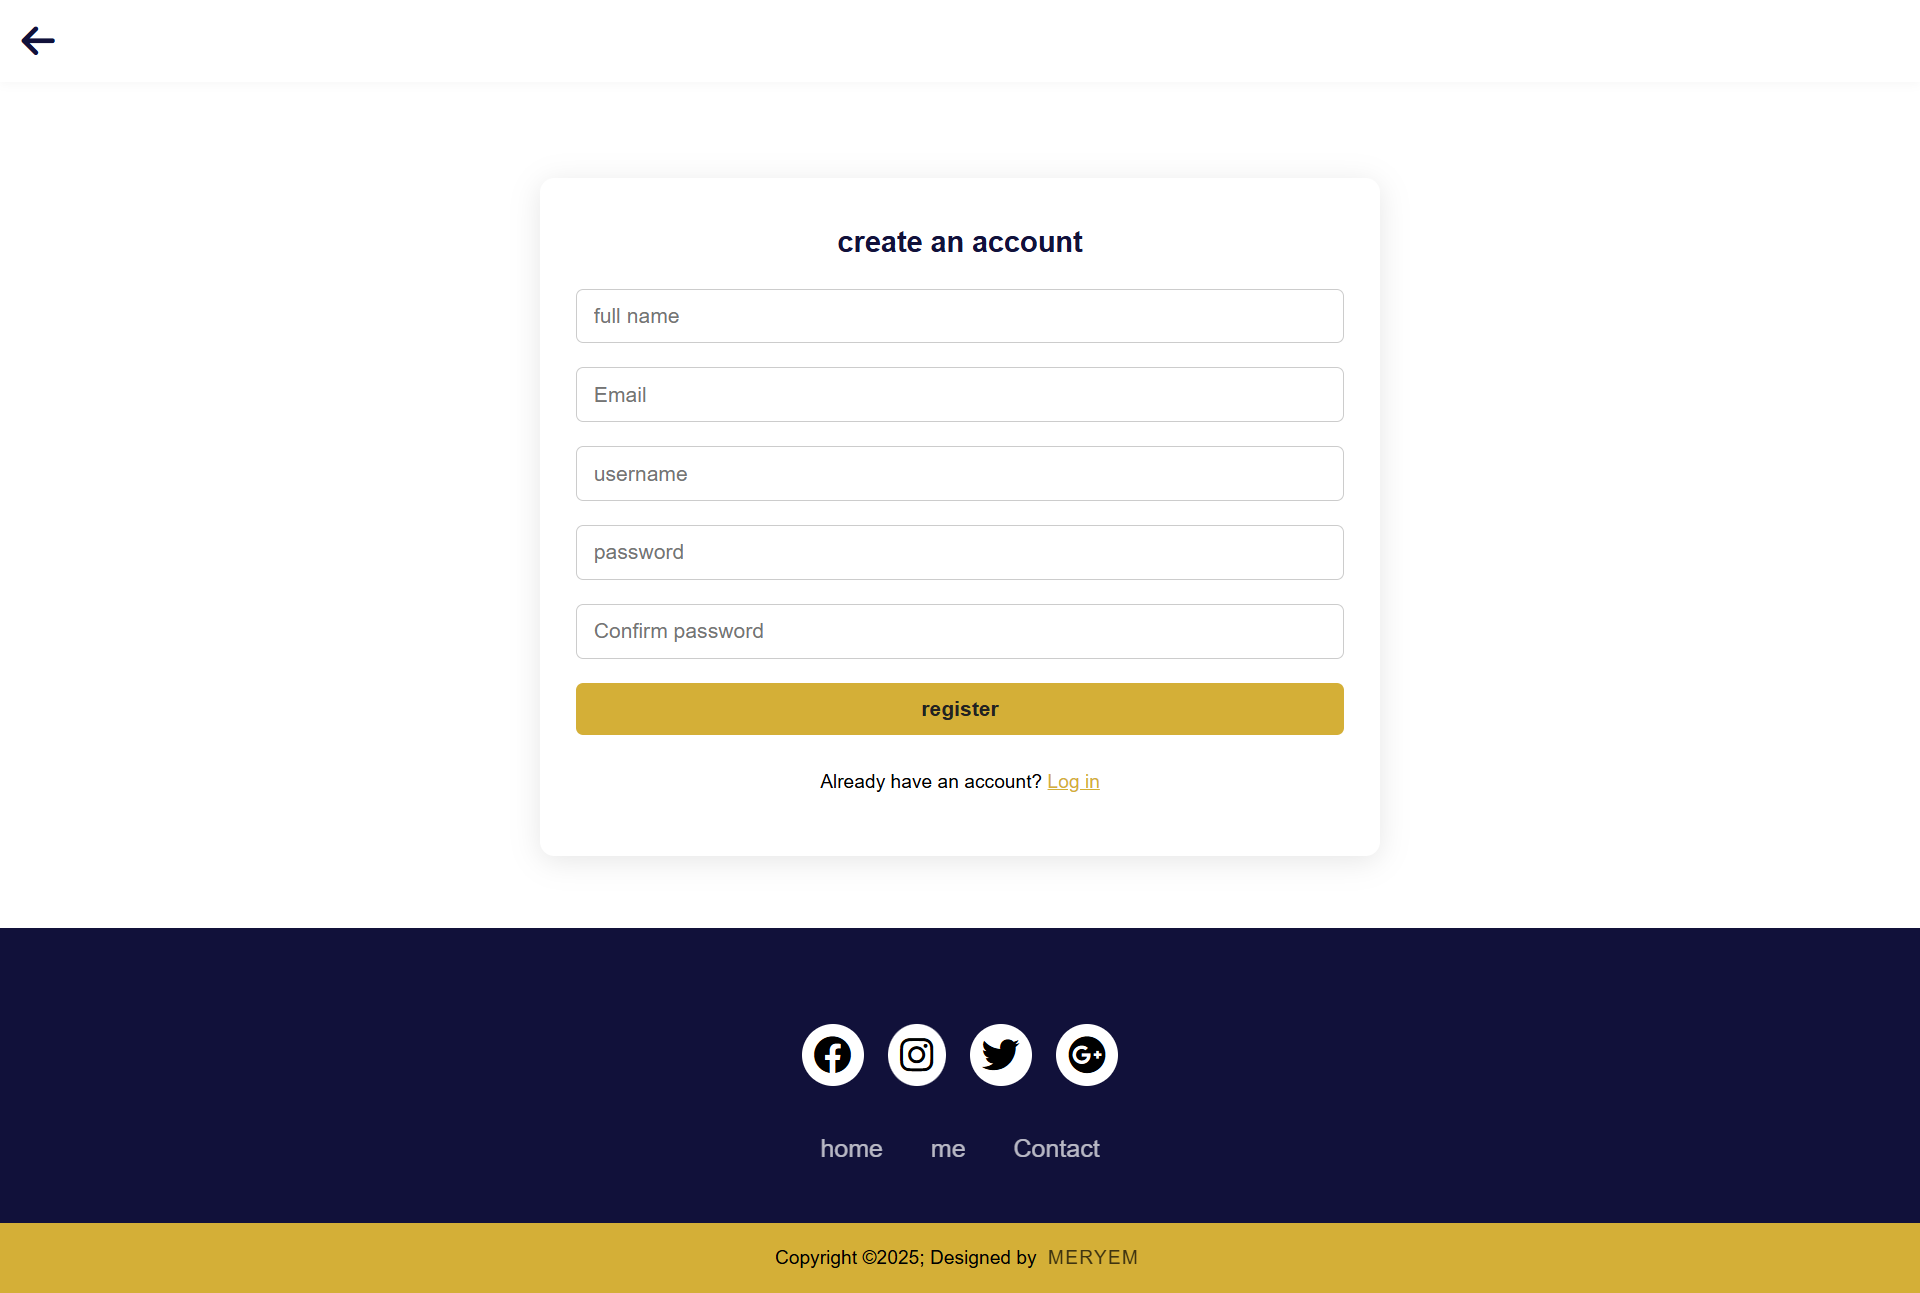 create an account
full name
Email
username
password
Confirm password
register
Already have an account? Log in
home me Contact
Copyright ©2025; Designed by MERYEM